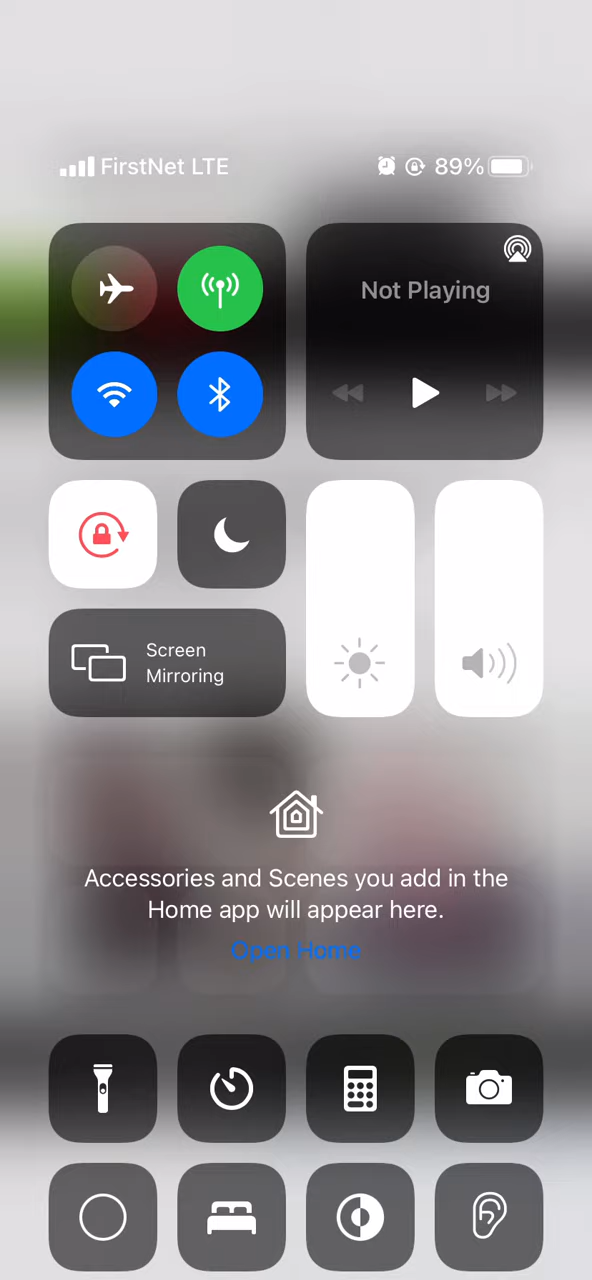 FirstNet LTE
89%
Not Playing
Screen
Mirroring
Accessories and Scenes you add in the
Home app will appear here.
Open Home